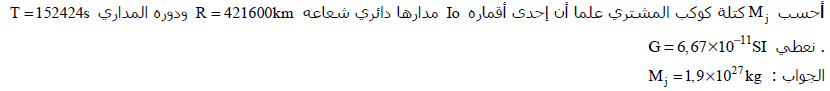 أحسب Mj كتلة كوكب المشتري علما أن إحدى أقماره Io مدارها دائري شعاعه R = 421600km ودوره المداري T = 152424s
. نعطي G = 6,67×10⁻¹¹SI
الجواب : Mj = 1,9×10²⁷kg